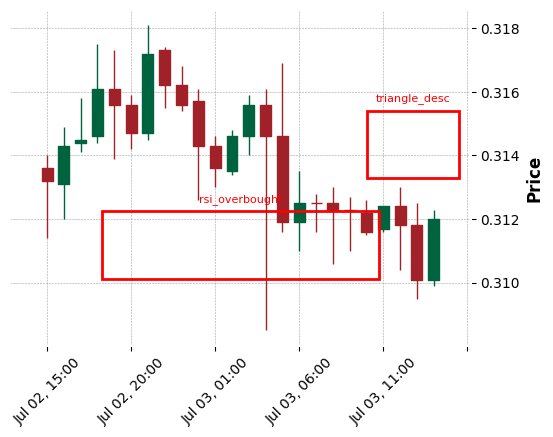 0.318
0.316
triangle_desc
0.314
Price
rsi_overbought
0.312
0.310
Jul 02, 15:00
Jul 02, 20:00
Jul 03, 01:00
Jul 03, 06:00
Jul 03, 11:00